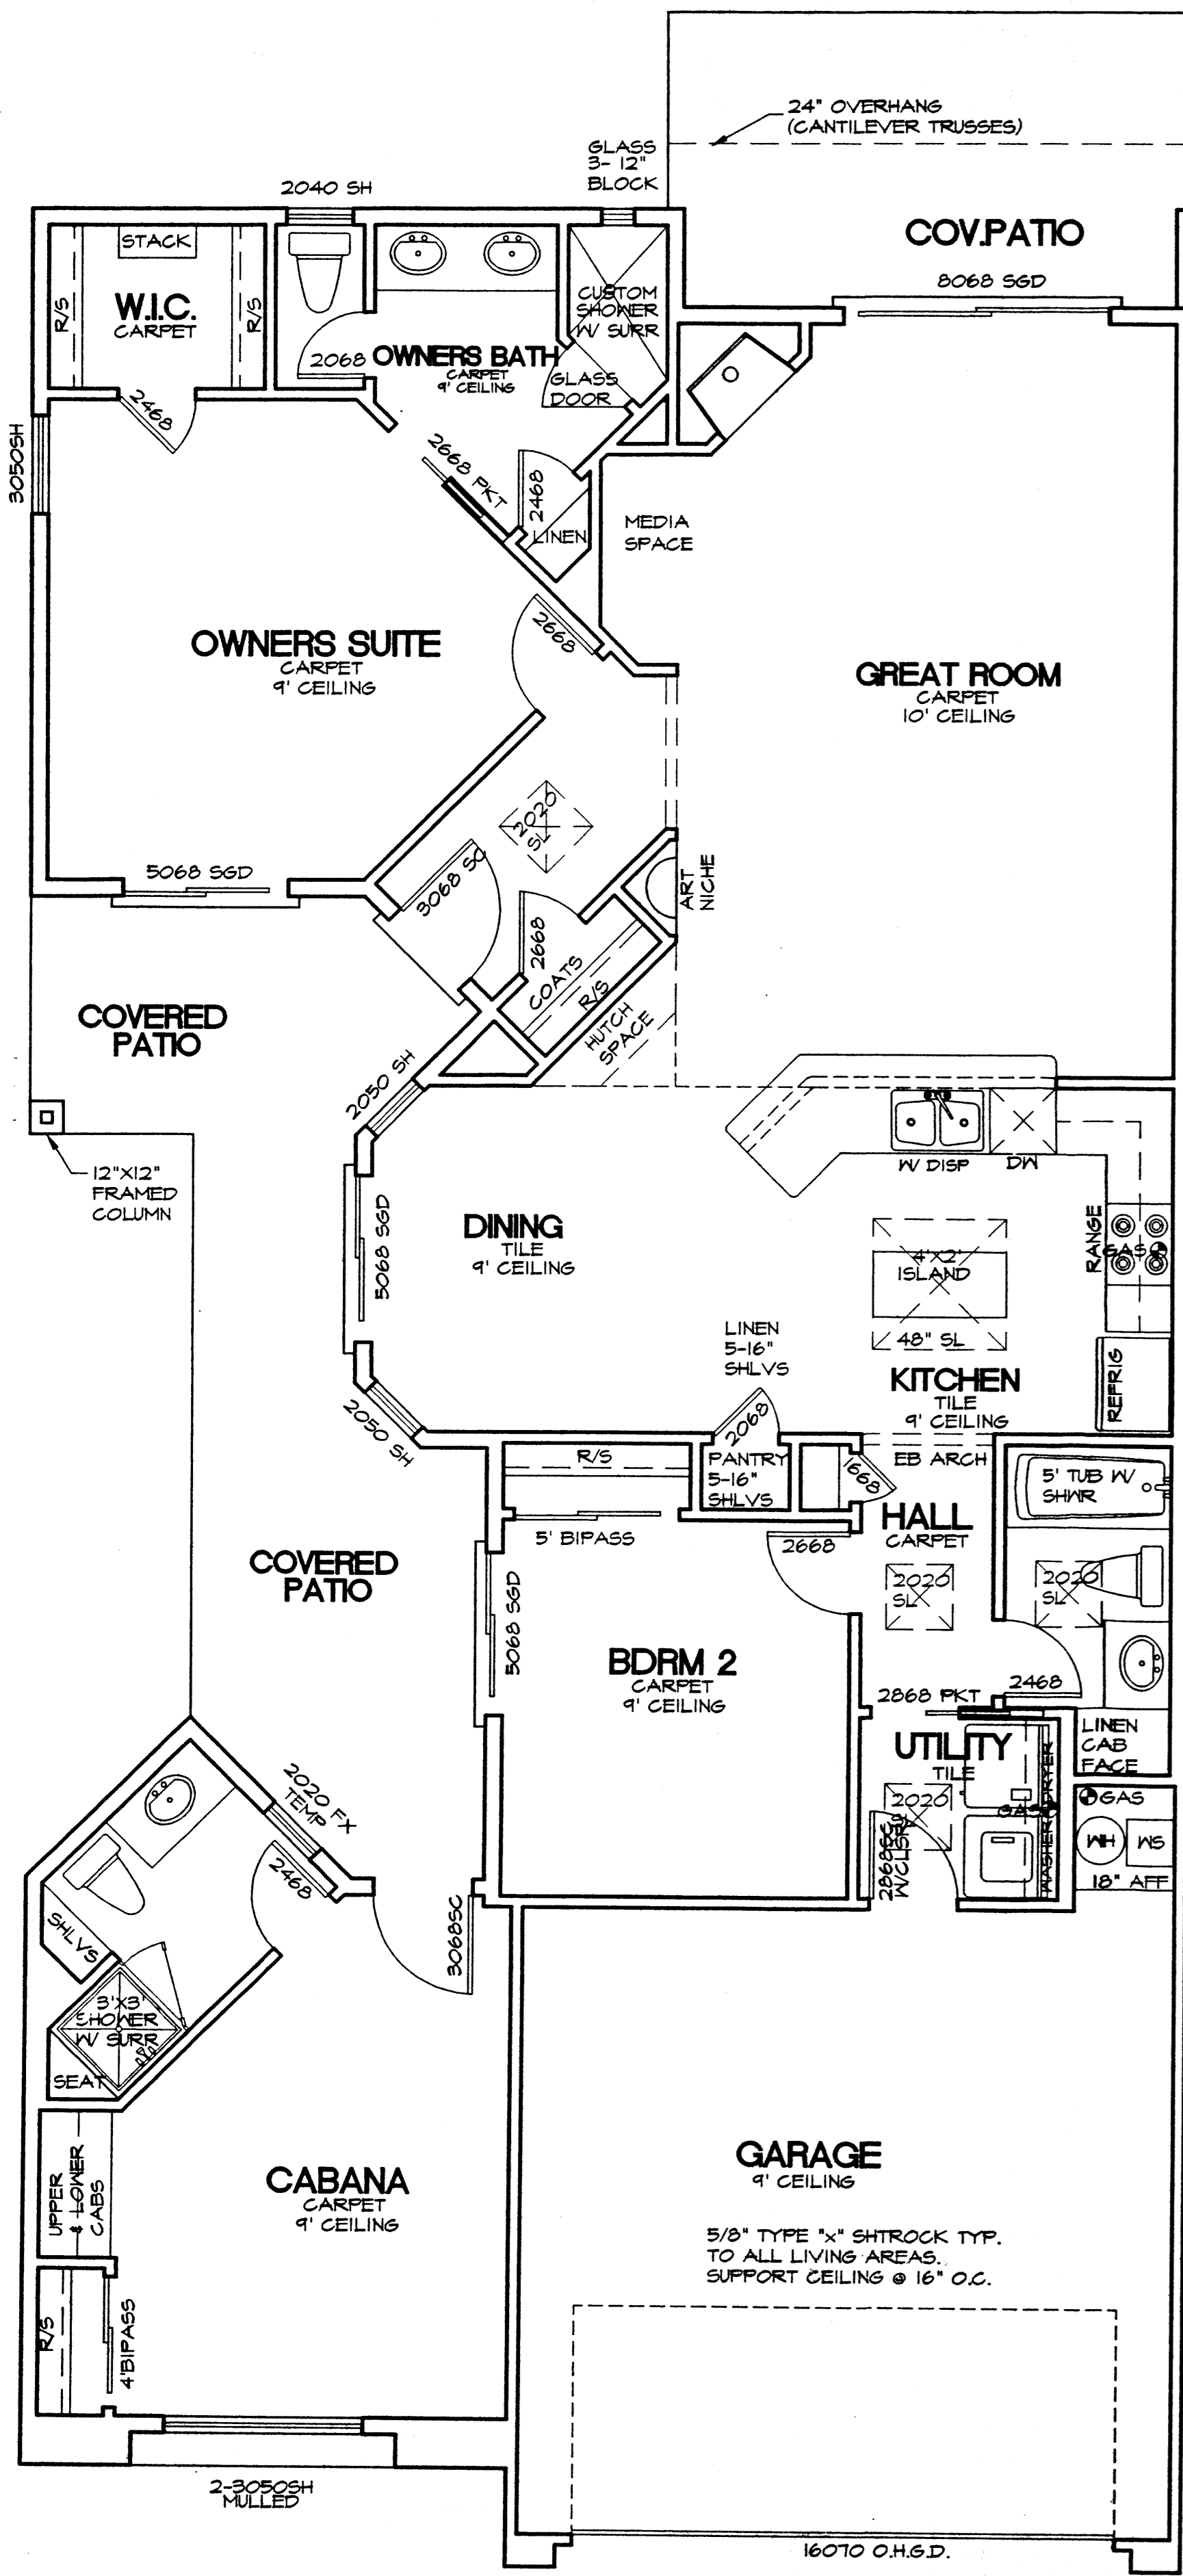 24" OVERHANG
(CANTILEVER TRUSSES)
GLASS
3- 12"
BLOCK
2040 SH
COV.PATIO
8068 SGD
STACK
R/S
R/S
W.I.C.
CARPET
CUSTOM
SHOWER
W/ SURR
2068
OWNERS BATH
CARPET
9' CEILING
GLASS
DOOR
2468
3050SH
2668 PKT
2468
LINEN
MEDIA
SPACE
2668
OWNERS SUITE
CARPET
9' CEILING
GREAT ROOM
CARPET
10' CEILING
2020
SL
5068 SGD
3068 SC
ART
NICHE
2668
COATS
R/S
HUTCH
SPACE
COVERED
PATIO
2050 SH
12"X12"
FRAMED
COLUMN
W/ DISP
DW
5068 SGD
DINING
TILE
9' CEILING
RANGE
GAS
4'X2'
ISLAND
48" SL
LINEN
5-16"
SHLVS
REFRIG
KITCHEN
TILE
9' CEILING
2050 SH
2068
R/S
PANTRY
5-16"
SHLVS
1668
EB ARCH
5' TUB W/
SHWR
HALL
CARPET
5' BIPASS
2668
COVERED
PATIO
2020
SL
2020
SL
5068 SGD
BDRM 2
CARPET
9' CEILING
2468
2868 PKT
LINEN
CAB
FACE
UTILITY
TILE
DRYER
2020
GAS
GAS
2868SC
W/CLSR
WASHER
WH
WS
18" AFF
2020 FX
TEMP
2468
3068SC
SHLVS
3'X3'
SHOWER
W/ SURR
SEAT
UPPER
& LOWER
CABS
CABANA
CARPET
9' CEILING
GARAGE
9' CEILING
5/8" TYPE "x" SHTROCK TYP.
TO ALL LIVING AREAS.
SUPPORT CEILING @ 16" O.C.
R/S
4'BIPASS
2-3050SH
MULLED
16070 O.H.G.D.